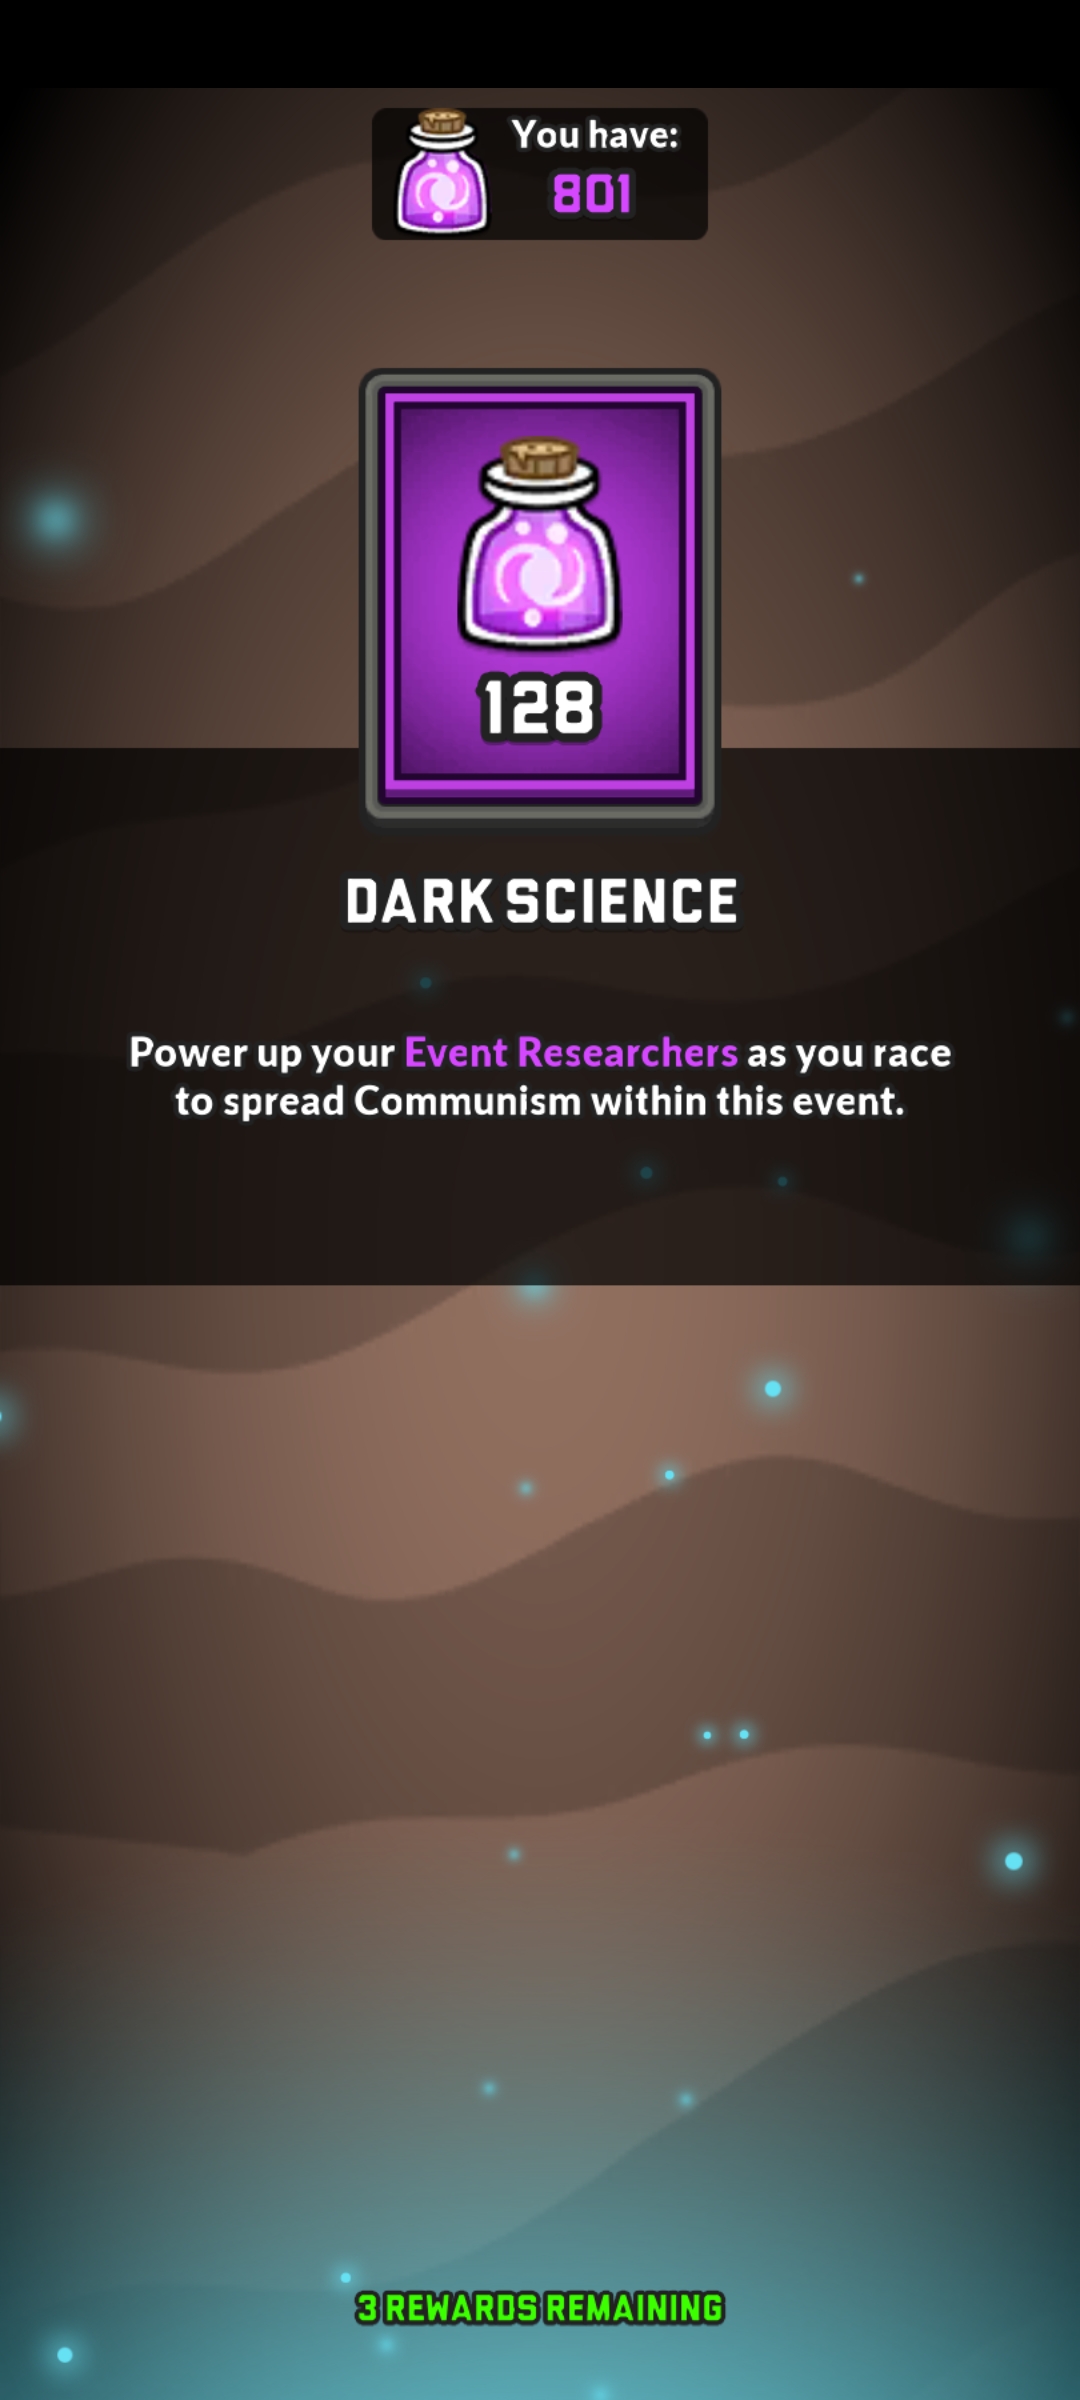 You have:
801
128
DARK SCIENCE
Power up your Event Researchers as you race
to spread Communism within this event.
3 REWARDS REMAINING